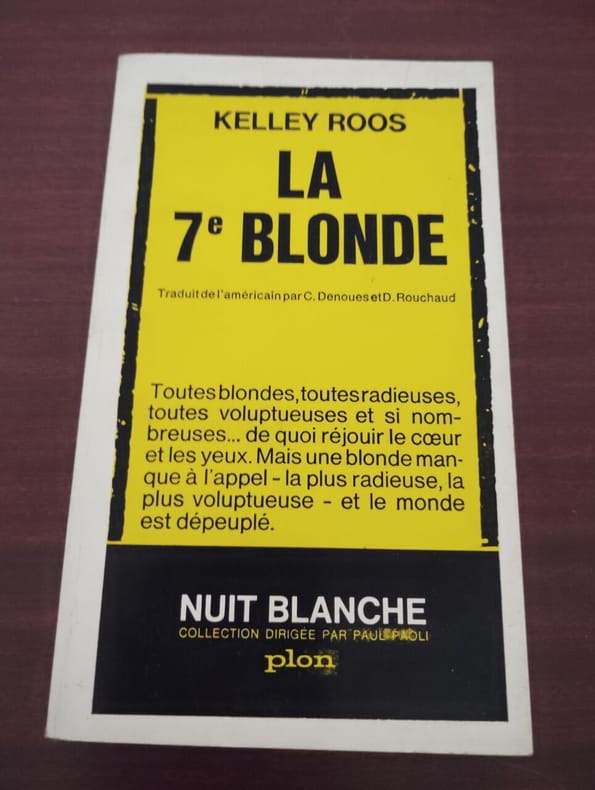 KELLEY ROOS
LA
7e BLONDE
Traduit de l'américain par C. Denoues et D. Rouchaud
Toutes blondes, toutes radieuses,
toutes voluptueuses et si nom-
breuses... de quoi réjouir le cœur
et les yeux. Mais une blonde man-
que à l'appel - la plus radieuse, la
plus voluptueuse - et le monde
est dépeuplé.
NUIT BLANCHE
COLLECTION DIRIGÉE PAR PAUL PAOLI
plon